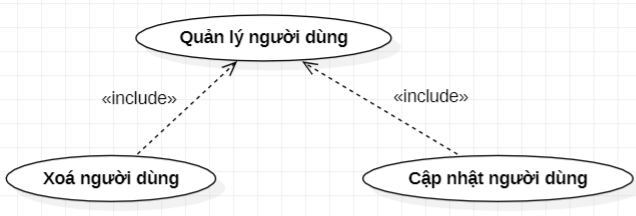 Quản lý người dùng
«include»
«include»
Xoá người dùng
Cập nhật người dùng